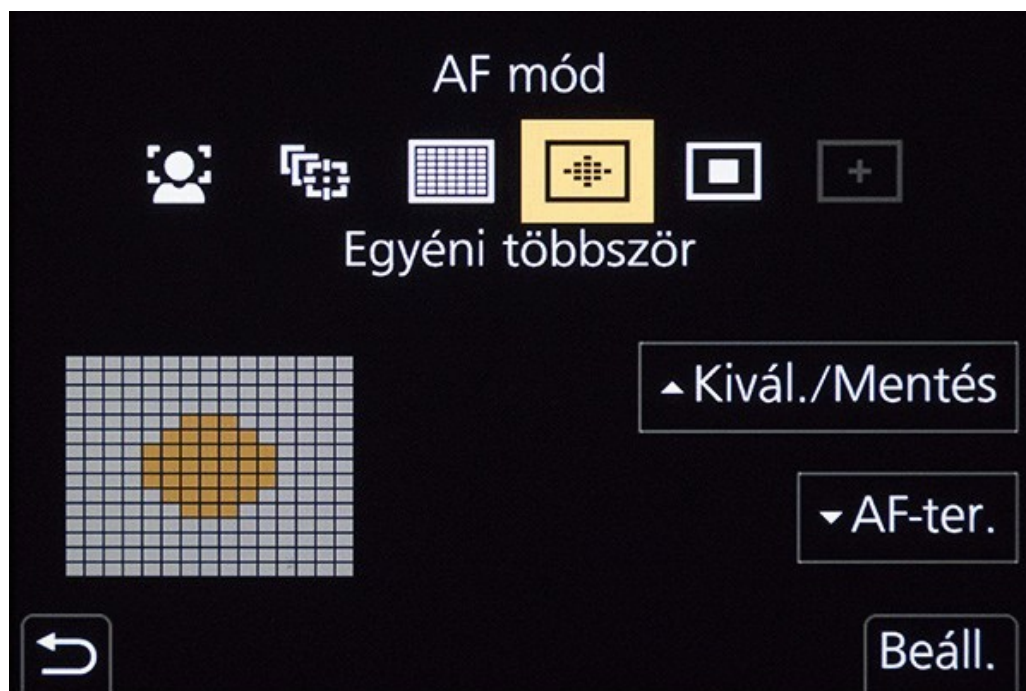 AF mód
Egyéni többször
Kivál./Mentés
AF-ter.
Beáll.